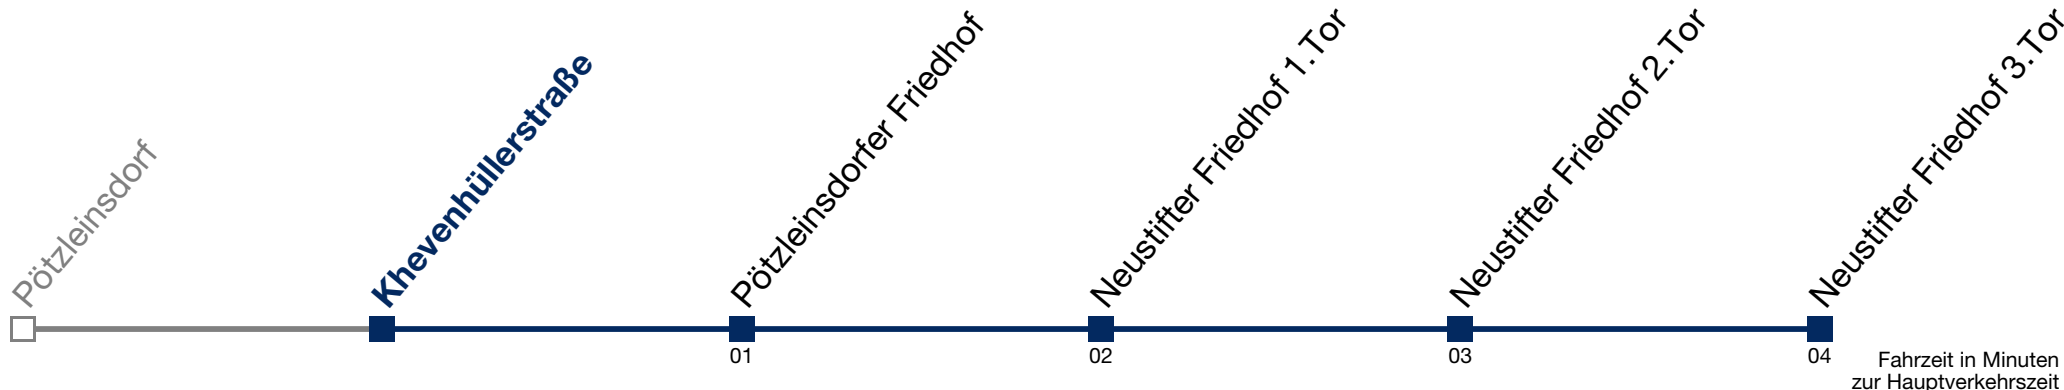 Pötzleinsdorf
Khevenhüllerstraße
Pötzleinsdorfer Friedhof
Neustifter Friedhof 1.Tor
Neustifter Friedhof 2.Tor
Neustifter Friedhof 3.Tor
01
02
03
04
Fahrzeit in Minuten
zur Hauptverkehrszeit